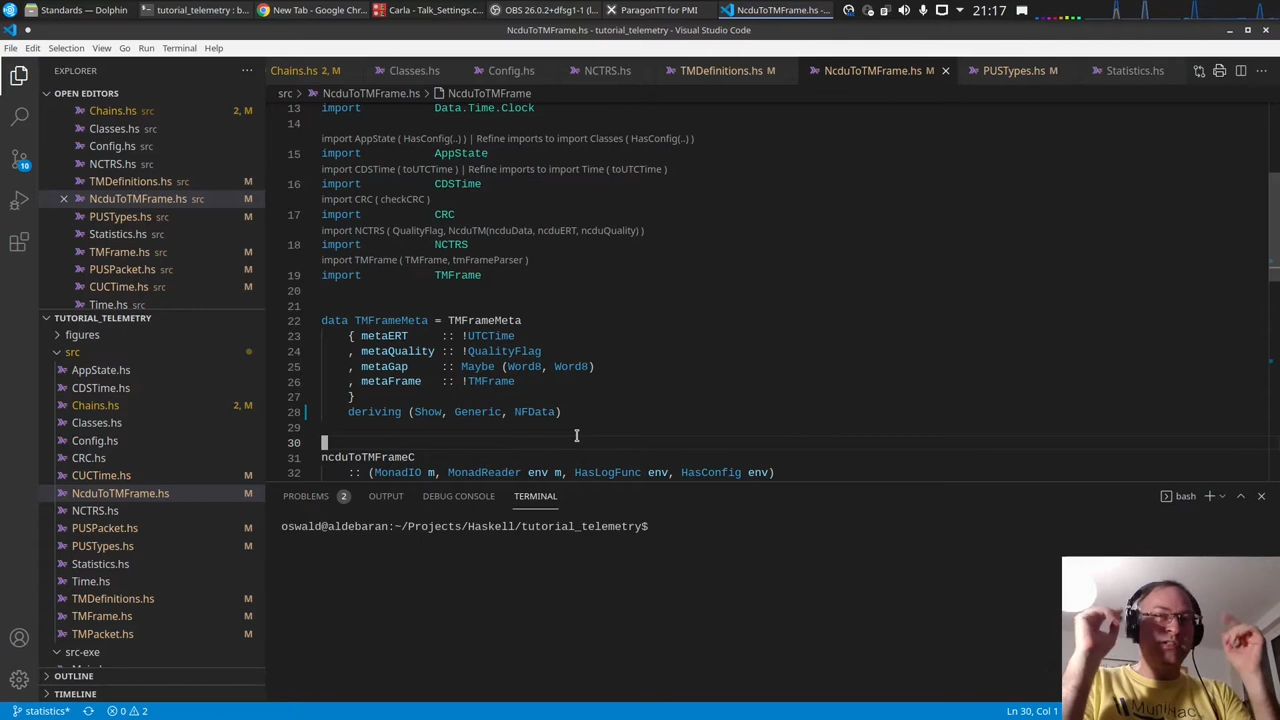 Standards — Dolphin
tutorial_telemetry : b...
New Tab - Google Chr...
Carla - Talk_Settings.c...
OBS 26.0.2+dfsg1-1 (l...
ParagonTT for PMI
NcduToTMFrame.hs -...
21:17
NcduToTMFrame.hs - tutorial_telemetry - Visual Studio Code
File Edit Selection View Go Run Terminal Help
EXPLORER
OPEN EDITORS
Chains.hs src 2, M
Classes.hs src
Config.hs src
NCTRS.hs src
TMDefinitions.hs src M
NcduToTMFrame.hs src M
PUSTypes.hs src M
Statistics.hs src
TMFrame.hs src M
PUSPacket.hs src M
CUCTime.hs src M
Time.hs src
TUTORIAL_TELEMETRY
figures
src
AppState.hs
CDSTime.hs
Chains.hs 2, M
Classes.hs
Config.hs
CRC.hs
CUCTime.hs M
NcduToTMFrame.hs M
NCTRS.hs
PUSPacket.hs M
PUSTypes.hs M
Statistics.hs
Time.hs
TMDefinitions.hs M
TMFrame.hs M
TMPacket.hs M
src-exe
OUTLINE
TIMELINE
10
Chains.hs 2, M
Classes.hs
Config.hs
NCTRS.hs
TMDefinitions.hs M
NcduToTMFrame.hs M
PUSTypes.hs M
Statistics.hs
src > NcduToTMFrame.hs > NcduToTMFrame
13 import Data.Time.Clock
14
import AppState ( HasConfig(..) ) | Refine imports to import Classes ( HasConfig(..) )
15 import AppState
import CDSTime ( toUTCTime ) | Refine imports to import Time ( toUTCTime )
16 import CDSTime
import CRC ( checkCRC )
17 import CRC
import NCTRS ( QualityFlag, NcduTM(ncduData, ncduERT, ncduQuality) )
18 import NCTRS
import TMFrame ( TMFrame, tmFrameParser )
19 import TMFrame
20
21
22 data TMFrameMeta = TMFrameMeta
23 { metaERT :: !UTCTime
24 , metaQuality :: !QualityFlag
25 , metaGap :: Maybe (Word8, Word8)
26 , metaFrame :: !TMFrame
27 }
28 deriving (Show, Generic, NFData)
29
30
31 ncduToTMFrameC
32 :: (MonadIO m, MonadReader env m, HasLogFunc env, HasConfig env)
PROBLEMS 2 OUTPUT DEBUG CONSOLE TERMINAL
bash
oswald@aldebaran:~/Projects/Haskell/tutorial_telemetry$
statistics* 0 2
Ln 30, Col 1